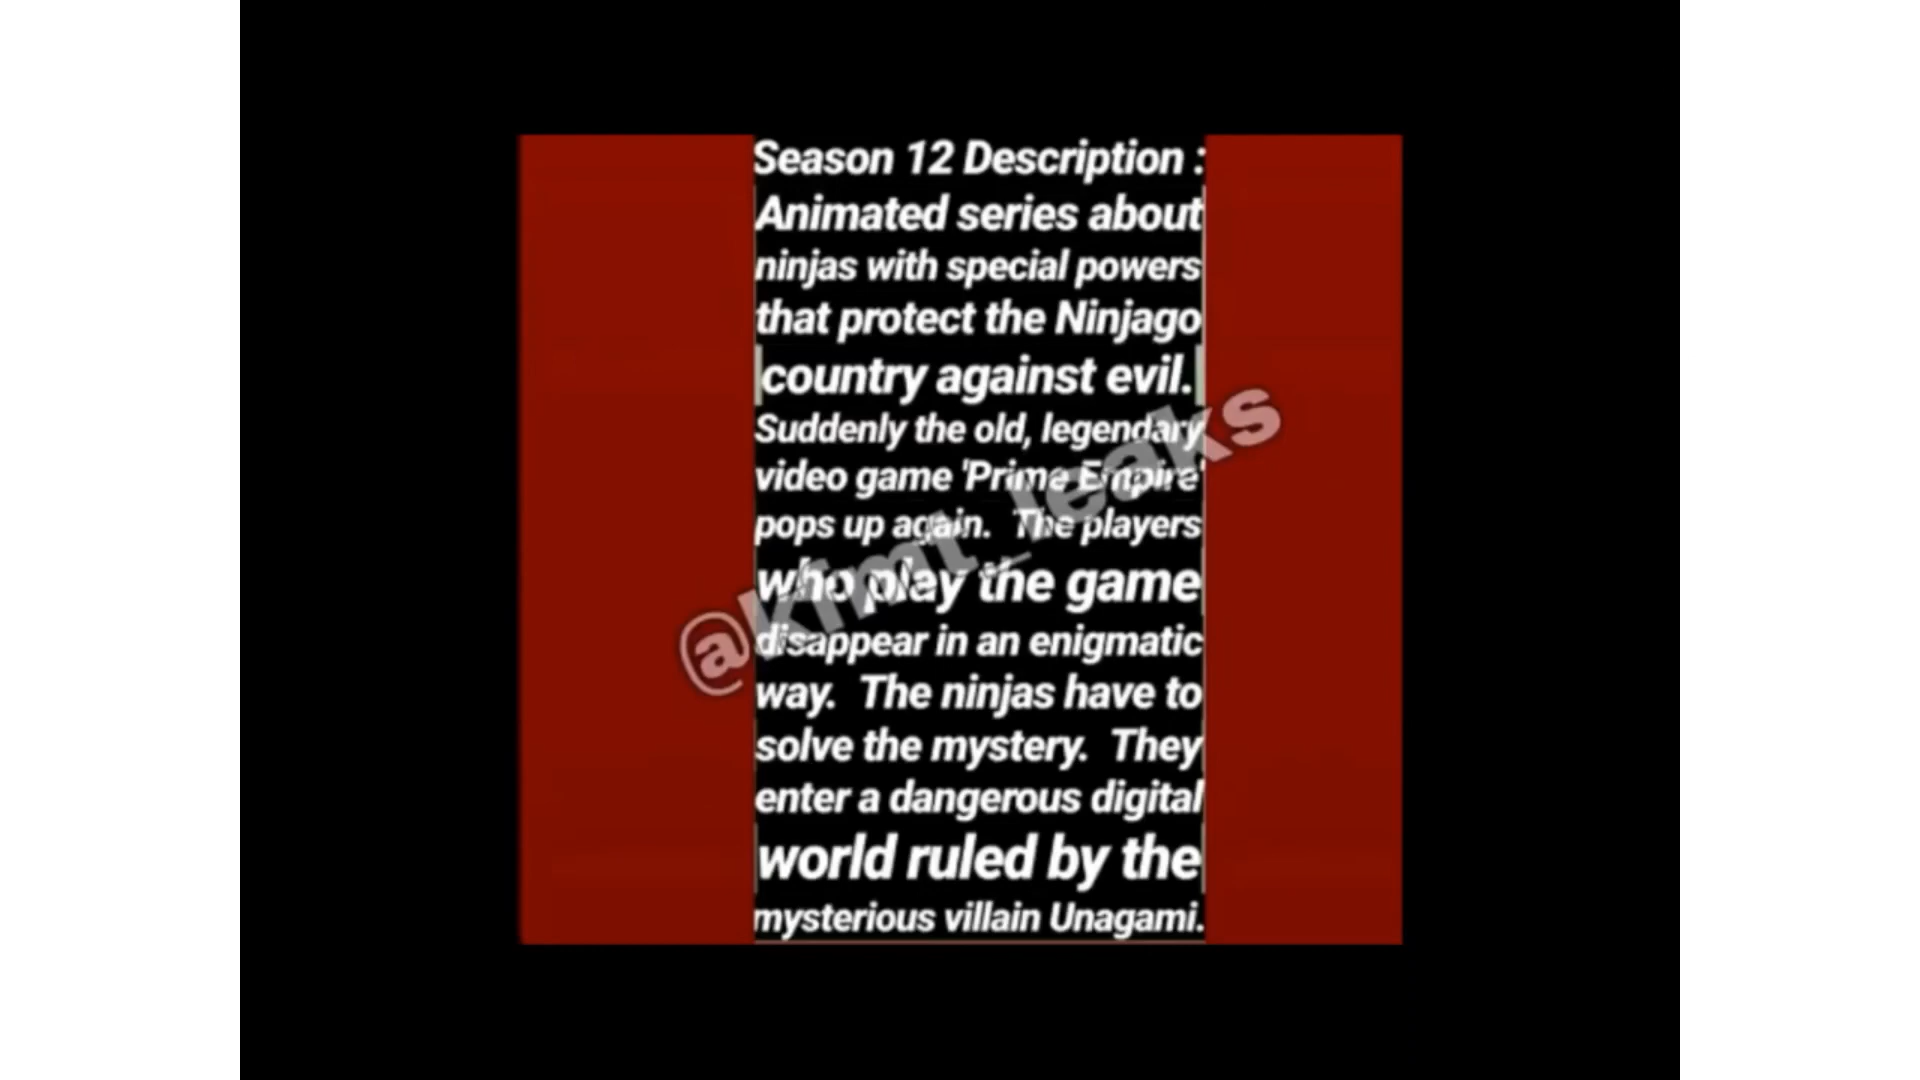 Season 12 Description :
Animated series about
ninjas with special powers
that protect the Ninjago
country against evil.
Suddenly the old, legendary
video game 'Prime Empire'
pops up again.  The players
who play the game
disappear in an enigmatic
way.  The ninjas have to
solve the mystery.  They
enter a dangerous digital
world ruled by the
mysterious villain Unagami.
@kimt_leaks